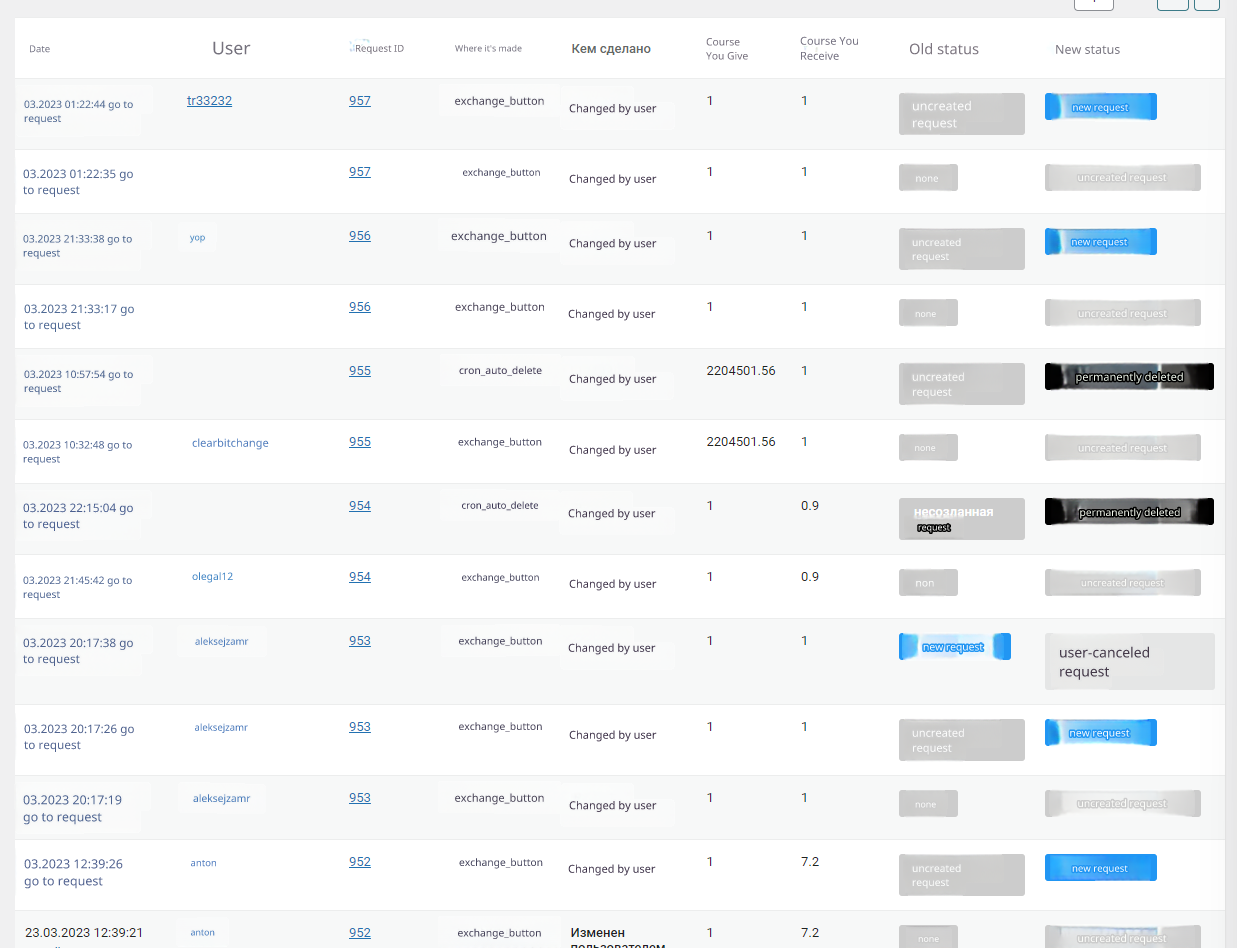 Date User Request ID Where it's made Кем сделано Course You Give Course You Receive Old status New status
03.2023 01:22:44 go to request tr33232 957 exchange_button Changed by user 1 1 uncreated request new request
03.2023 01:22:35 go to request 957 exchange_button Changed by user 1 1 none uncreated request
03.2023 21:33:38 go to request yop 956 exchange_button Changed by user 1 1 uncreated request new request
03.2023 21:33:17 go to request 956 exchange_button Changed by user 1 1 none uncreated request
03.2023 10:57:54 go to request 955 cron_auto_delete Changed by user 2204501.56 1 uncreated request permanently deleted
03.2023 10:32:48 go to request clearbitchange 955 exchange_button Changed by user 2204501.56 1 none uncreated request
03.2023 22:15:04 go to request 954 cron_auto_delete Changed by user 1 0.9 несозланная request permanently deleted
03.2023 21:45:42 go to request olegal12 954 exchange_button Changed by user 1 0.9 non uncreated request
03.2023 20:17:38 go to request aleksejzamr 953 exchange_button Changed by user 1 1 new request user-canceled request
03.2023 20:17:26 go to request aleksejzamr 953 exchange_button Changed by user 1 1 uncreated request new request
03.2023 20:17:19 go to request aleksejzamr 953 exchange_button Changed by user 1 1 none uncreated request
03.2023 12:39:26 go to request anton 952 exchange_button Changed by user 1 7.2 uncreated request new request
23.03.2023 12:39:21 anton 952 exchange_button Изменен пользователем 1 7.2 none uncreated request